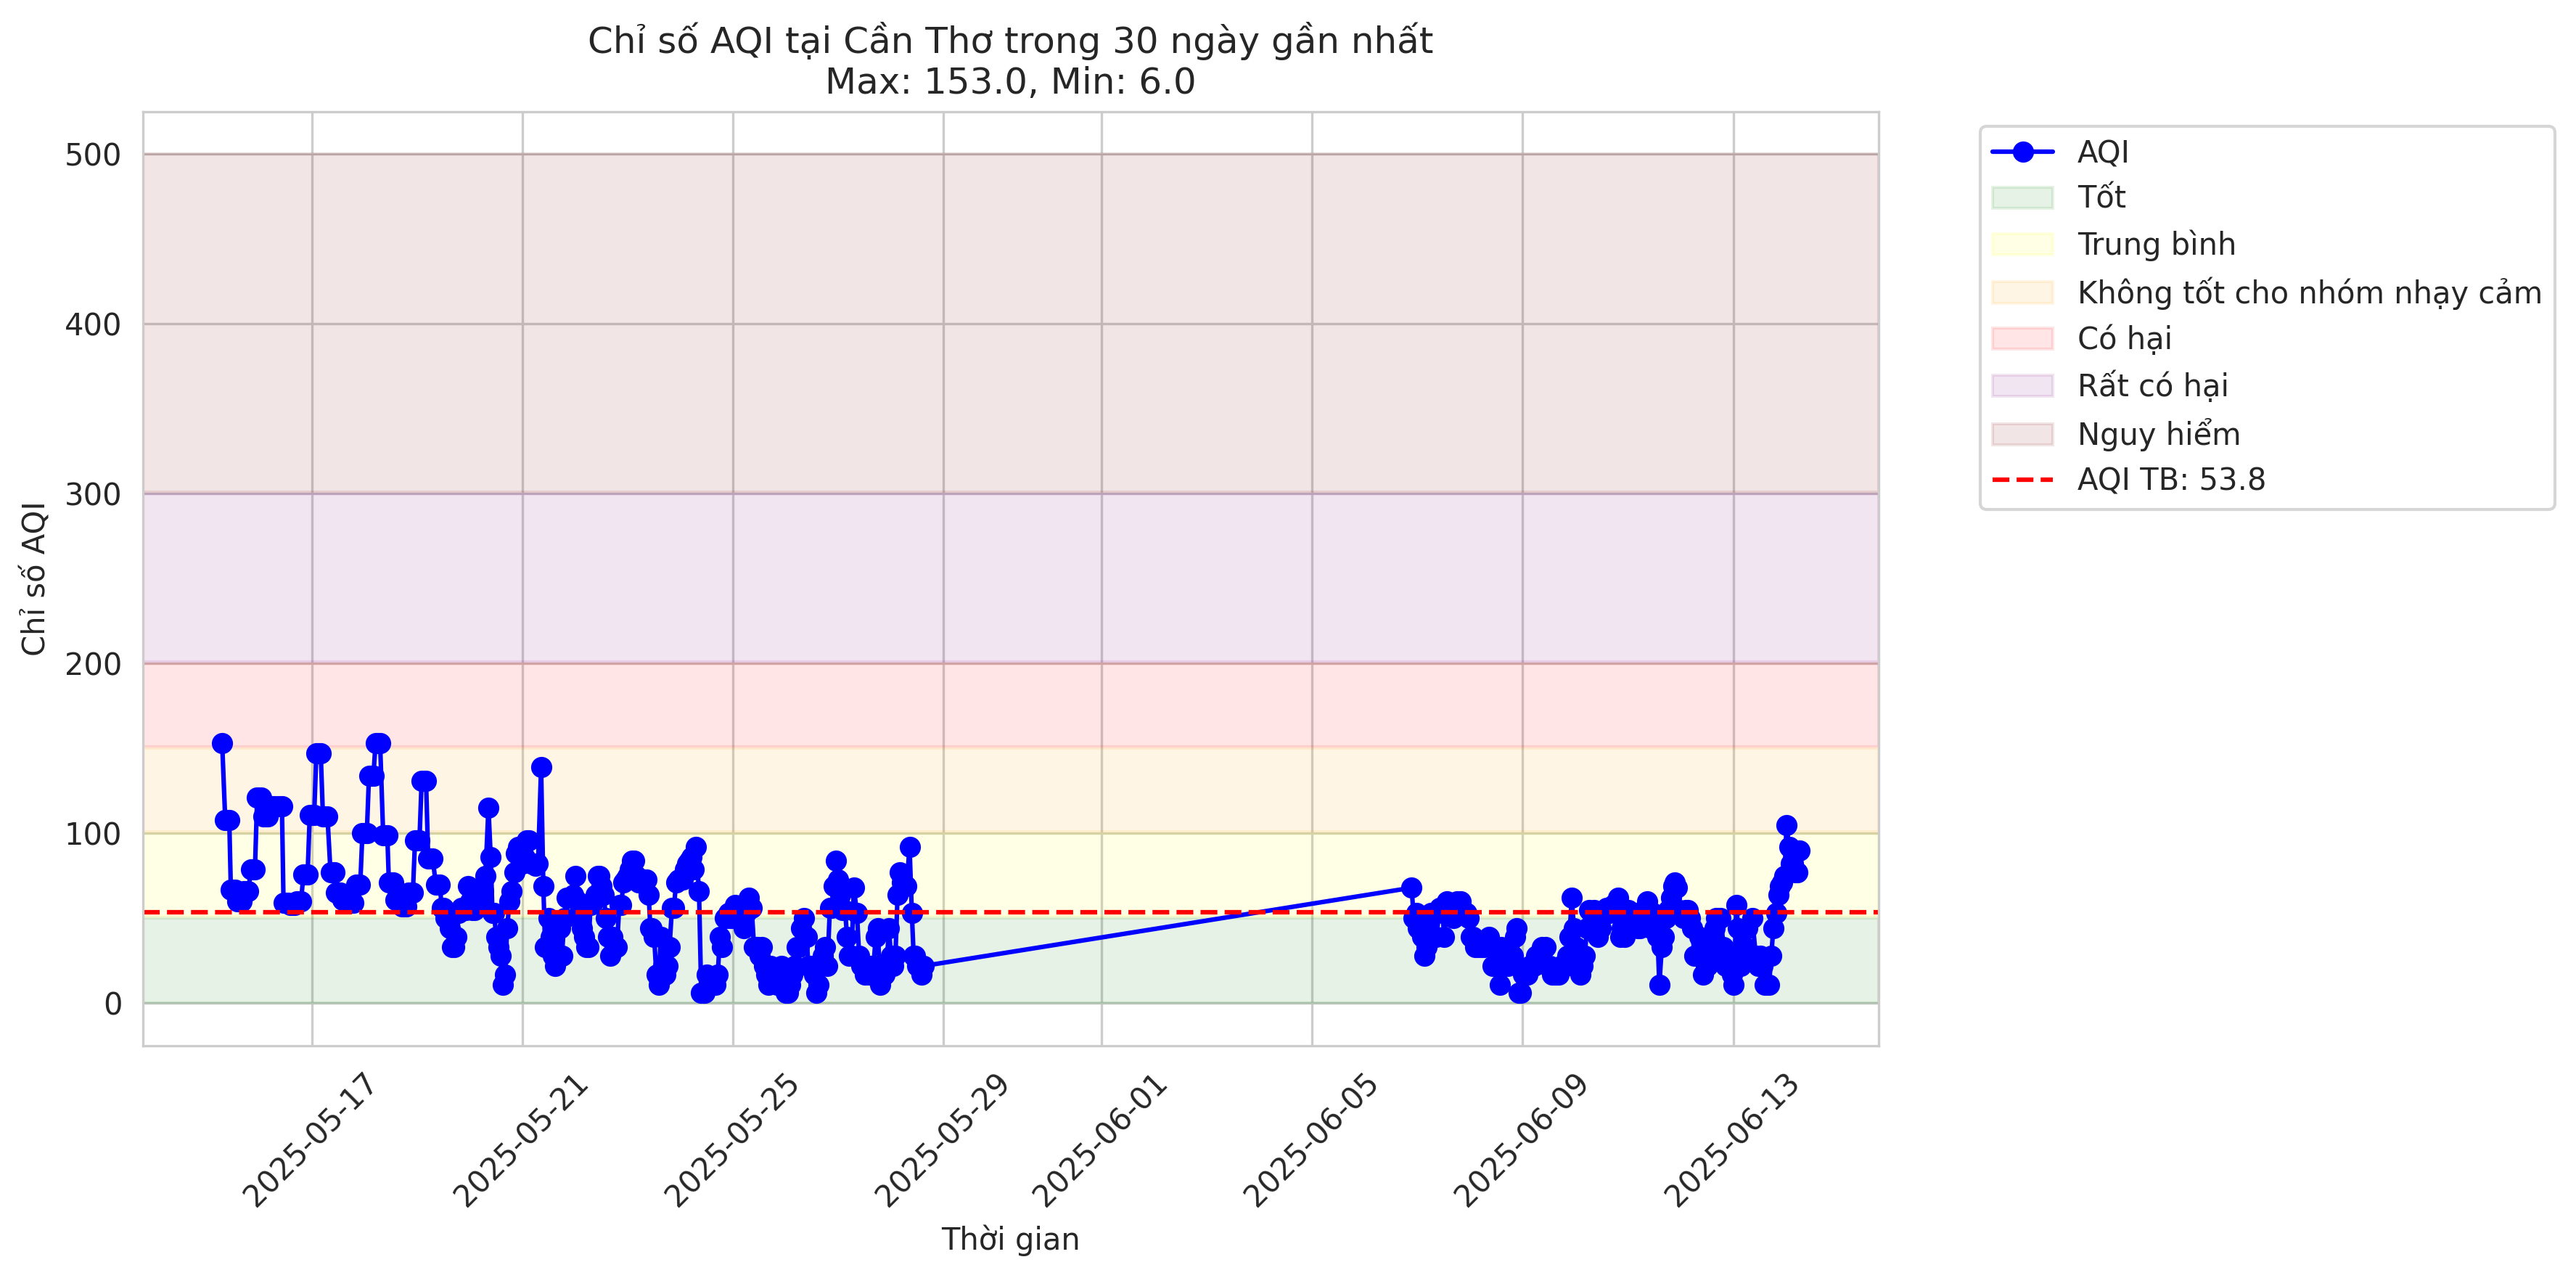 Chỉ số AQI tại Cần Thơ trong 30 ngày gần nhất
Max: 153.0, Min: 6.0
Chỉ số AQI
500
400
300
200
100
0
2025-05-17
2025-05-21
2025-05-25
2025-05-29
2025-06-01
2025-06-05
2025-06-09
2025-06-13
Thời gian
AQI
Tốt
Trung bình
Không tốt cho nhóm nhạy cảm
Có hại
Rất có hại
Nguy hiểm
AQI TB: 53.8